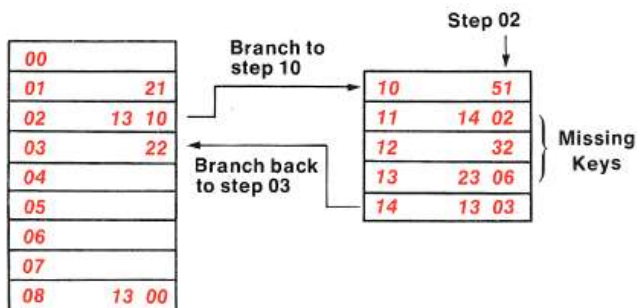 Step 02
Branch to
step 10
00
01 21
02 13 10
03 22
04
05
06
07
08 13 00
Branch back
to step 03
10 51
11 14 02
12 32
13 23 06
14 13 03
Missing
Keys